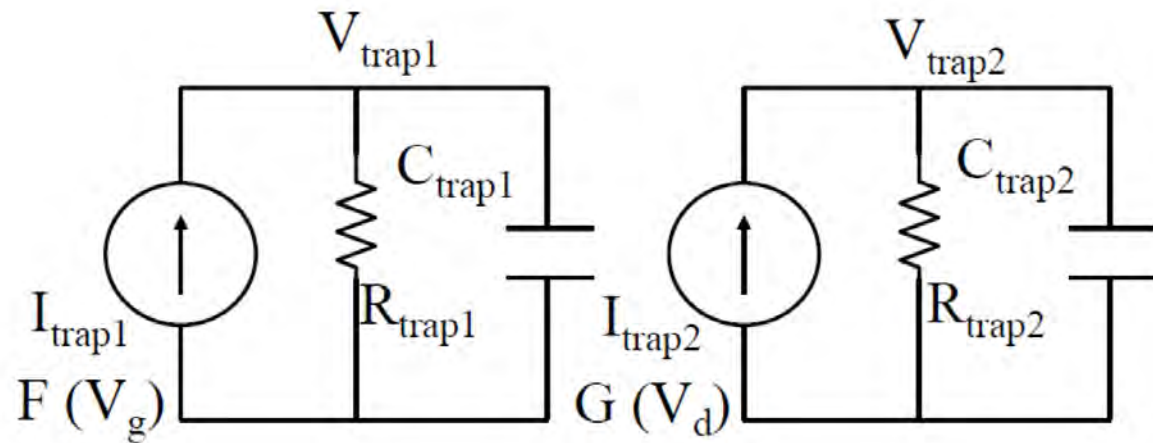 V_trap1
C_trap1
R_trap1
I_trap1
F (V_g)
V_trap2
C_trap2
R_trap2
I_trap2
G (V_d)